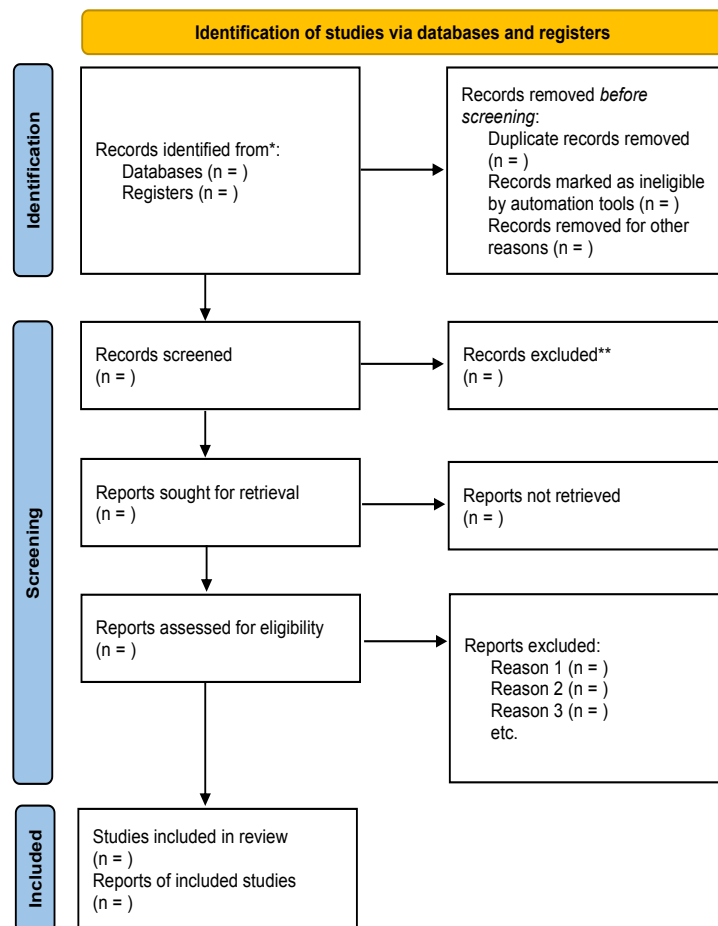 Identification of studies via databases and registers
Identification
Records identified from*:
Databases (n = )
Registers (n = )
Records removed before
screening:
Duplicate records removed
(n = )
Records marked as ineligible
by automation tools (n = )
Records removed for other
reasons (n = )
Screening
Records screened
(n = )
Records excluded**
(n = )
Reports sought for retrieval
(n = )
Reports not retrieved
(n = )
Reports assessed for eligibility
(n = )
Reports excluded:
Reason 1 (n = )
Reason 2 (n = )
Reason 3 (n = )
etc.
Included
Studies included in review
(n = )
Reports of included studies
(n = )